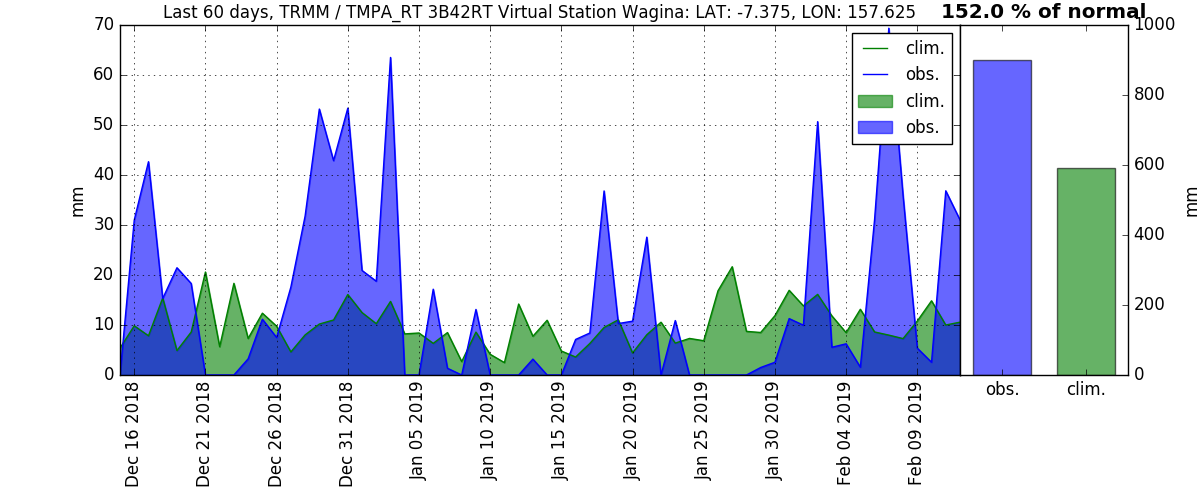 Last 60 days, TRMM / TMPA_RT 3B42RT Virtual Station Wagina: LAT: -7.375, LON: 157.625
152.0 % of normal
70
60
50
40
30
20
10
0
mm
clim.
obs.
clim.
obs.
1000
800
600
400
200
0
mm
obs.
clim.
Dec 16 2018
Dec 21 2018
Dec 26 2018
Dec 31 2018
Jan 05 2019
Jan 10 2019
Jan 15 2019
Jan 20 2019
Jan 25 2019
Jan 30 2019
Feb 04 2019
Feb 09 2019